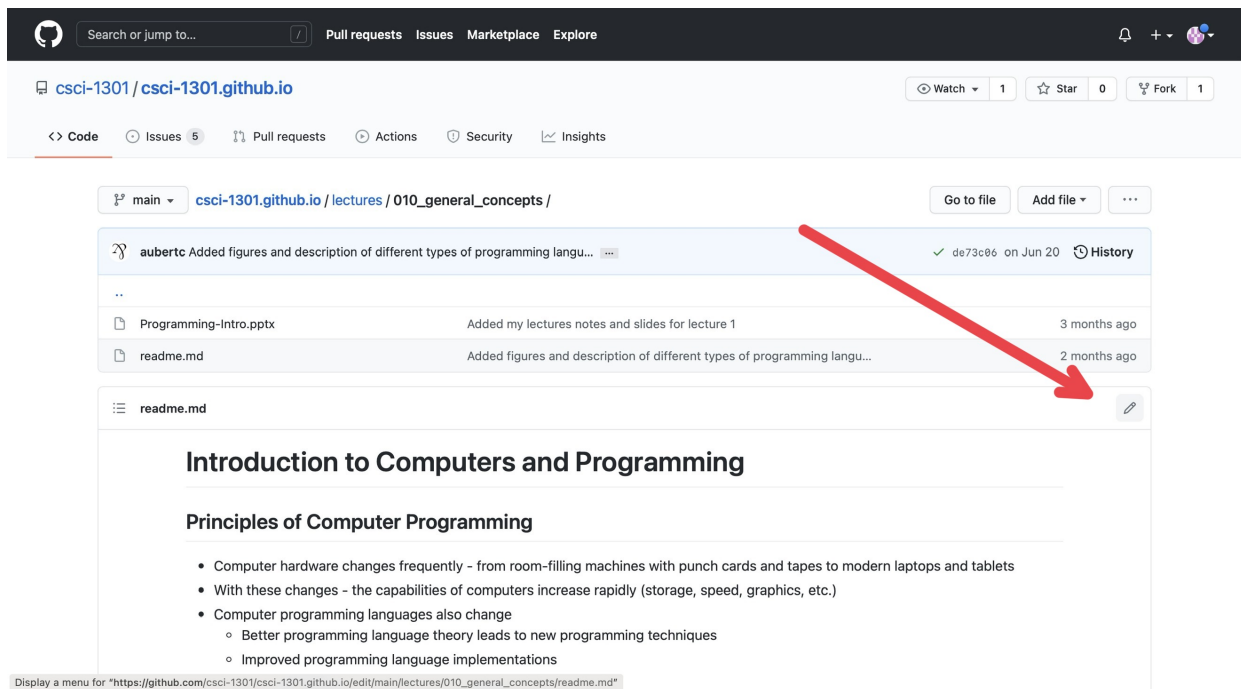 Search or jump to... / Pull requests Issues Marketplace Explore
csci-1301 / csci-1301.github.io Watch 1 Star 0 Fork 1
<> Code Issues 5 Pull requests Actions Security Insights
main csci-1301.github.io / lectures / 010_general_concepts / Go to file Add file ...
aubertc Added figures and description of different types of programming langu... ... de73c06 on Jun 20 History
..
Programming-Intro.pptx Added my lectures notes and slides for lecture 1 3 months ago
readme.md Added figures and description of different types of programming langu... 2 months ago
readme.md
Introduction to Computers and Programming
Principles of Computer Programming
• Computer hardware changes frequently - from room-filling machines with punch cards and tapes to modern laptops and tablets
• With these changes - the capabilities of computers increase rapidly (storage, speed, graphics, etc.)
• Computer programming languages also change
◦ Better programming language theory leads to new programming techniques
◦ Improved programming language implementations
Display a menu for "https://github.com/csci-1301/csci-1301.github.io/edit/main/lectures/010_general_concepts/readme.md"